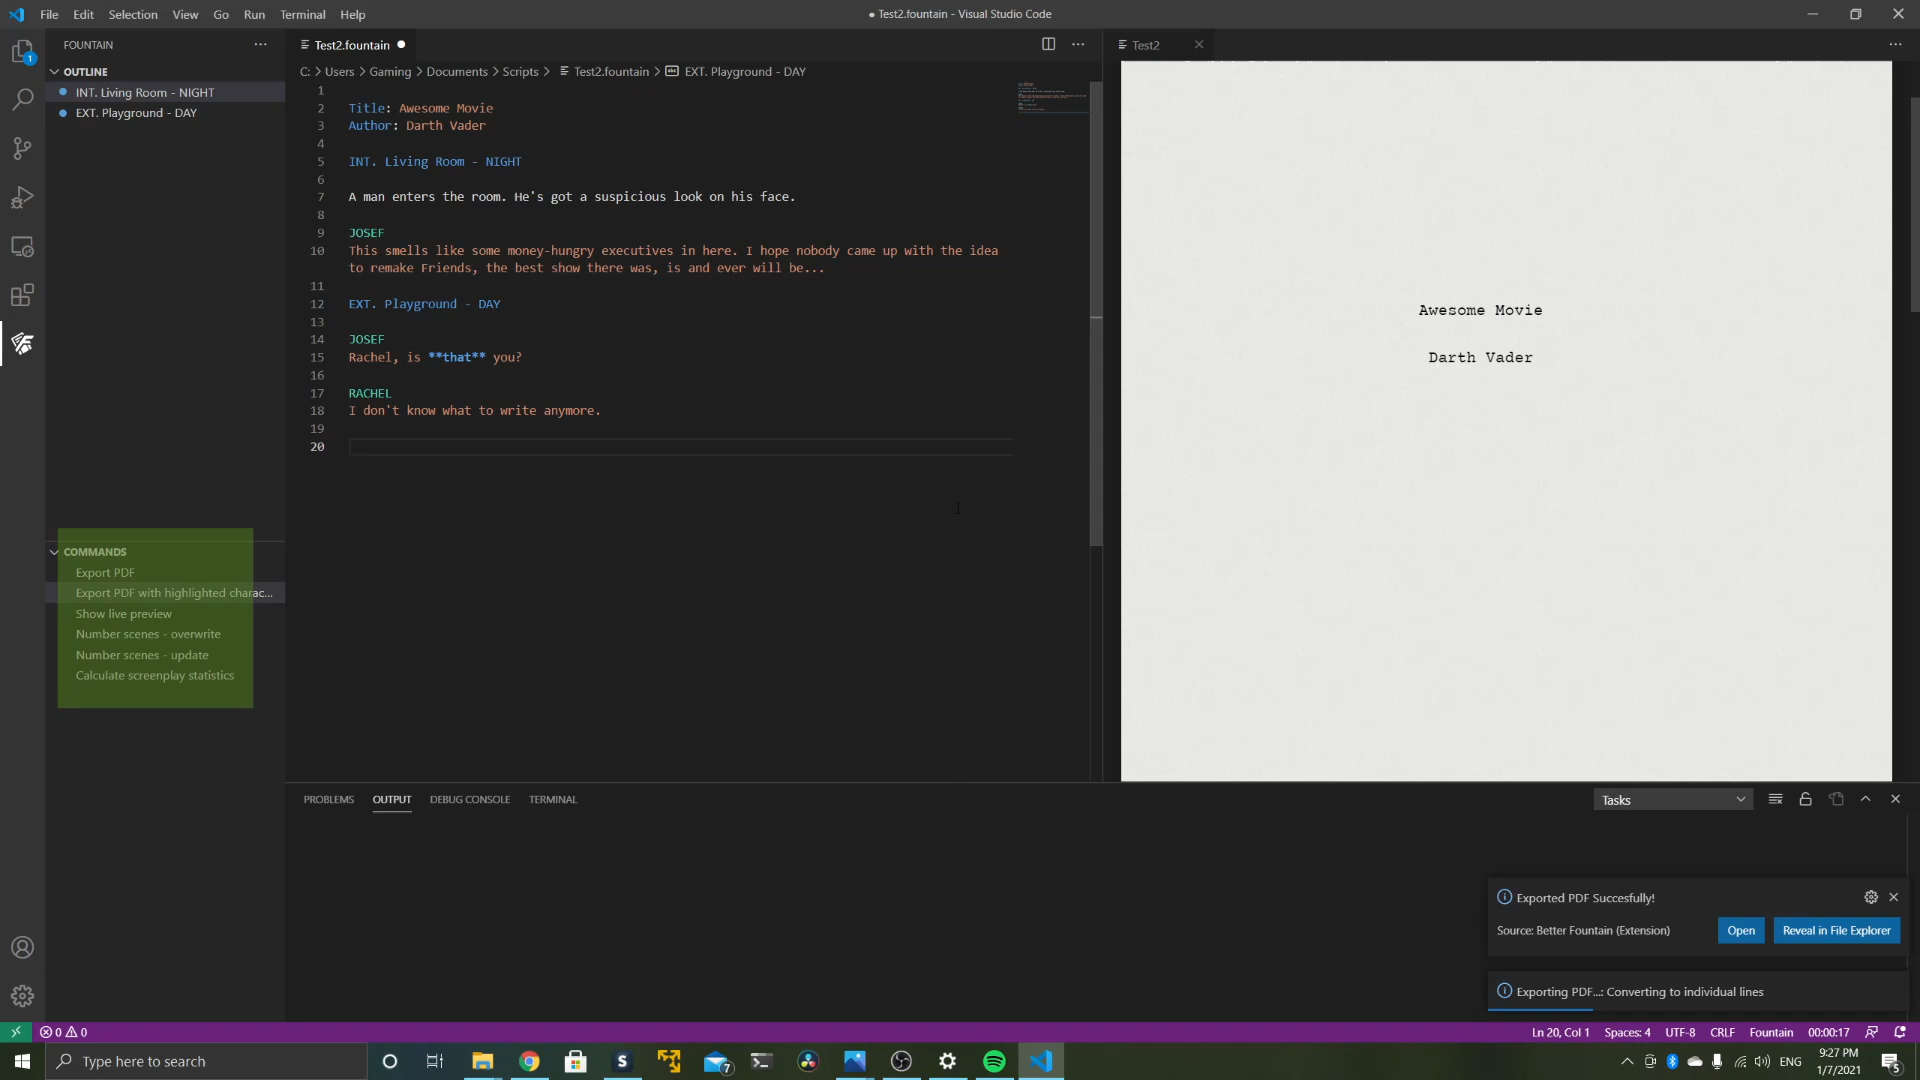 File Edit Selection View Go Run Terminal Help
● Test2.fountain - Visual Studio Code
1
FOUNTAIN
OUTLINE
INT. Living Room - NIGHT
EXT. Playground - DAY
COMMANDS
Export PDF
Export PDF with highlighted charac...
Show live preview
Number scenes - overwrite
Number scenes - update
Calculate screenplay statistics
Test2.fountain
C: > Users > Gaming > Documents > Scripts > Test2.fountain > EXT. Playground - DAY
1
2 Title: Awesome Movie
3 Author: Darth Vader
4
5 INT. Living Room - NIGHT
6
7 A man enters the room. He's got a suspicious look on his face.
8
9 JOSEF
10 This smells like some money-hungry executives in here. I hope nobody came up with the idea
to remake Friends, the best show there was, is and ever will be...
11
12 EXT. Playground - DAY
13
14 JOSEF
15 Rachel, is **that** you?
16
17 RACHEL
18 I don't know what to write anymore.
19
20
Test2
Awesome Movie
Darth Vader
PROBLEMS OUTPUT DEBUG CONSOLE TERMINAL
Tasks
Exported PDF Succesfully!
Source: Better Fountain (Extension)
Open
Reveal in File Explorer
Exporting PDF...: Converting to individual lines
0 0
Ln 20, Col 1 Spaces: 4 UTF-8 CRLF Fountain 00:00:17
Type here to search
S
7
ENG
9:27 PM
1/7/2021
5